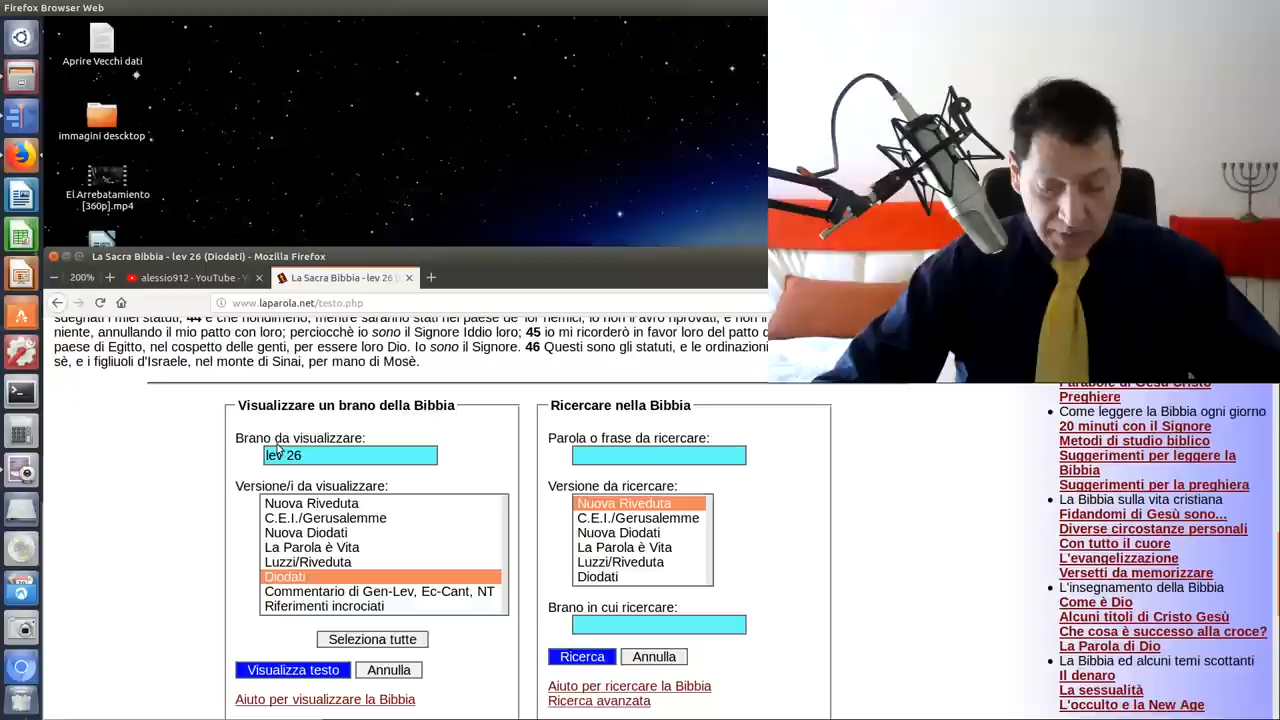 Firefox Browser Web
Aprire Vecchi dati
immagini descktop
El Arrebatamiento
[360p].mp4
La Sacra Bibbia - lev 26 (Diodati) - Mozilla Firefox
200%
alessio912 - YouTube - Y
La Sacra Bibbia - lev 26 (
www.laparola.net/testo.php
sdegnati i miei statuti, 44 e che nondimeno, mentre saranno stati nel paese de' lor nemici, io non li avrò riprovati, e non li
niente, annullando il mio patto con loro; perciocchè io sono il Signore Iddio loro; 45 io mi ricorderò in favor loro del patto d
paese di Egitto, nel cospetto delle genti, per essere loro Dio. Io sono il Signore. 46 Questi sono gli statuti, e le ordinazioni
sè, e i figliuoli d'Israele, nel monte di Sinai, per mano di Mosè.
Visualizzare un brano della Bibbia
Brano da visualizzare:
lev 26
Versione/i da visualizzare:
Nuova Riveduta
C.E.I./Gerusalemme
Nuova Diodati
La Parola è Vita
Luzzi/Riveduta
Diodati
Commentario di Gen-Lev, Ec-Cant, NT
Riferimenti incrociati
Seleziona tutte
Visualizza testo
Annulla
Aiuto per visualizzare la Bibbia
Ricercare nella Bibbia
Parola o frase da ricercare:
Versione da ricercare:
Nuova Riveduta
C.E.I./Gerusalemme
Nuova Diodati
La Parola è Vita
Luzzi/Riveduta
Diodati
Brano in cui ricercare:
Ricerca
Annulla
Aiuto per ricercare la Bibbia
Ricerca avanzata
Parabole di Gesù Cristo
Preghiere
Come leggere la Bibbia ogni giorno
20 minuti con il Signore
Metodi di studio biblico
Suggerimenti per leggere la
Bibbia
Suggerimenti per la preghiera
La Bibbia sulla vita cristiana
Fidandomi di Gesù sono...
Diverse circostanze personali
Con tutto il cuore
L'evangelizzazione
Versetti da memorizzare
L'insegnamento della Bibbia
Come è Dio
Alcuni titoli di Cristo Gesù
Che cosa è successo alla croce?
La Parola di Dio
La Bibbia ed alcuni temi scottanti
Il denaro
La sessualità
L'occulto e la New Age